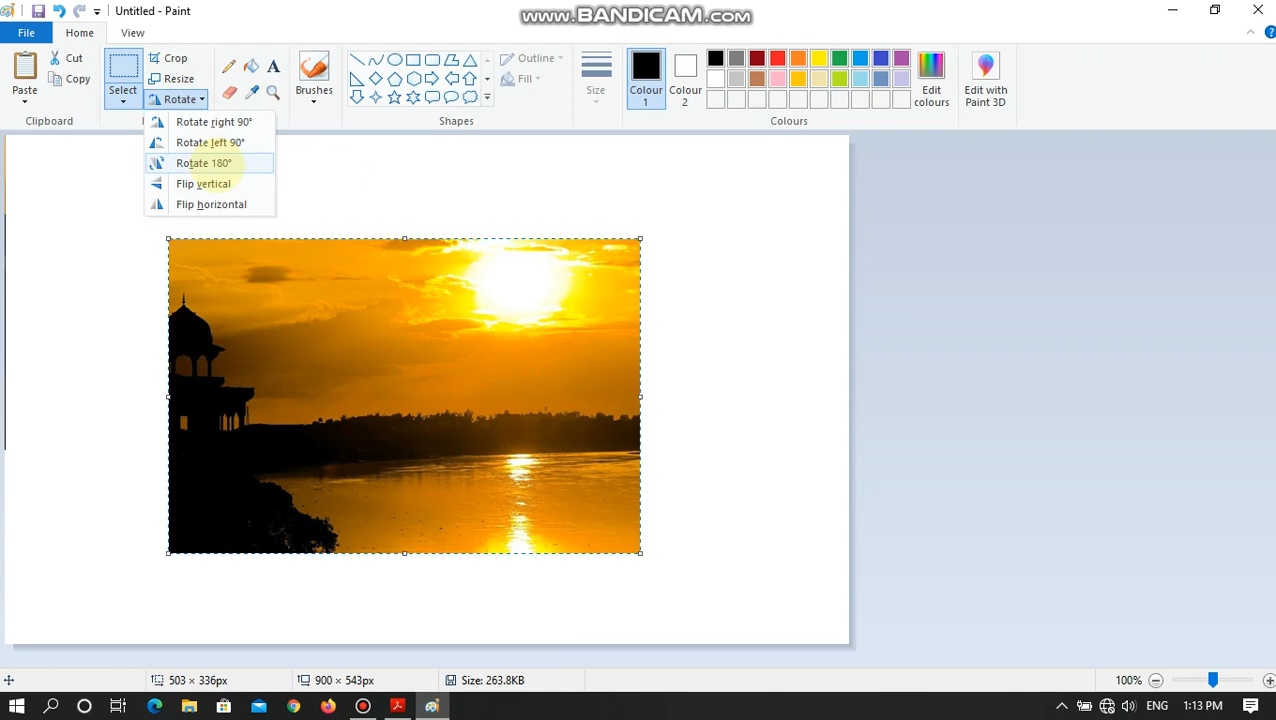 Untitled - Paint
www.BANDICAM.com
File
Home
View
Paste
Cut
Copy
Clipboard
Select
Crop
Resize
Rotate
Rotate right 90°
Rotate left 90°
Rotate 180°
Flip vertical
Flip horizontal
Brushes
Outline
Fill
Shapes
Size
Colour
1
Colour
2
Edit
colours
Colours
Edit with
Paint 3D
503 × 336px
900 × 543px
Size: 263.8KB
100%
ENG
1:13 PM